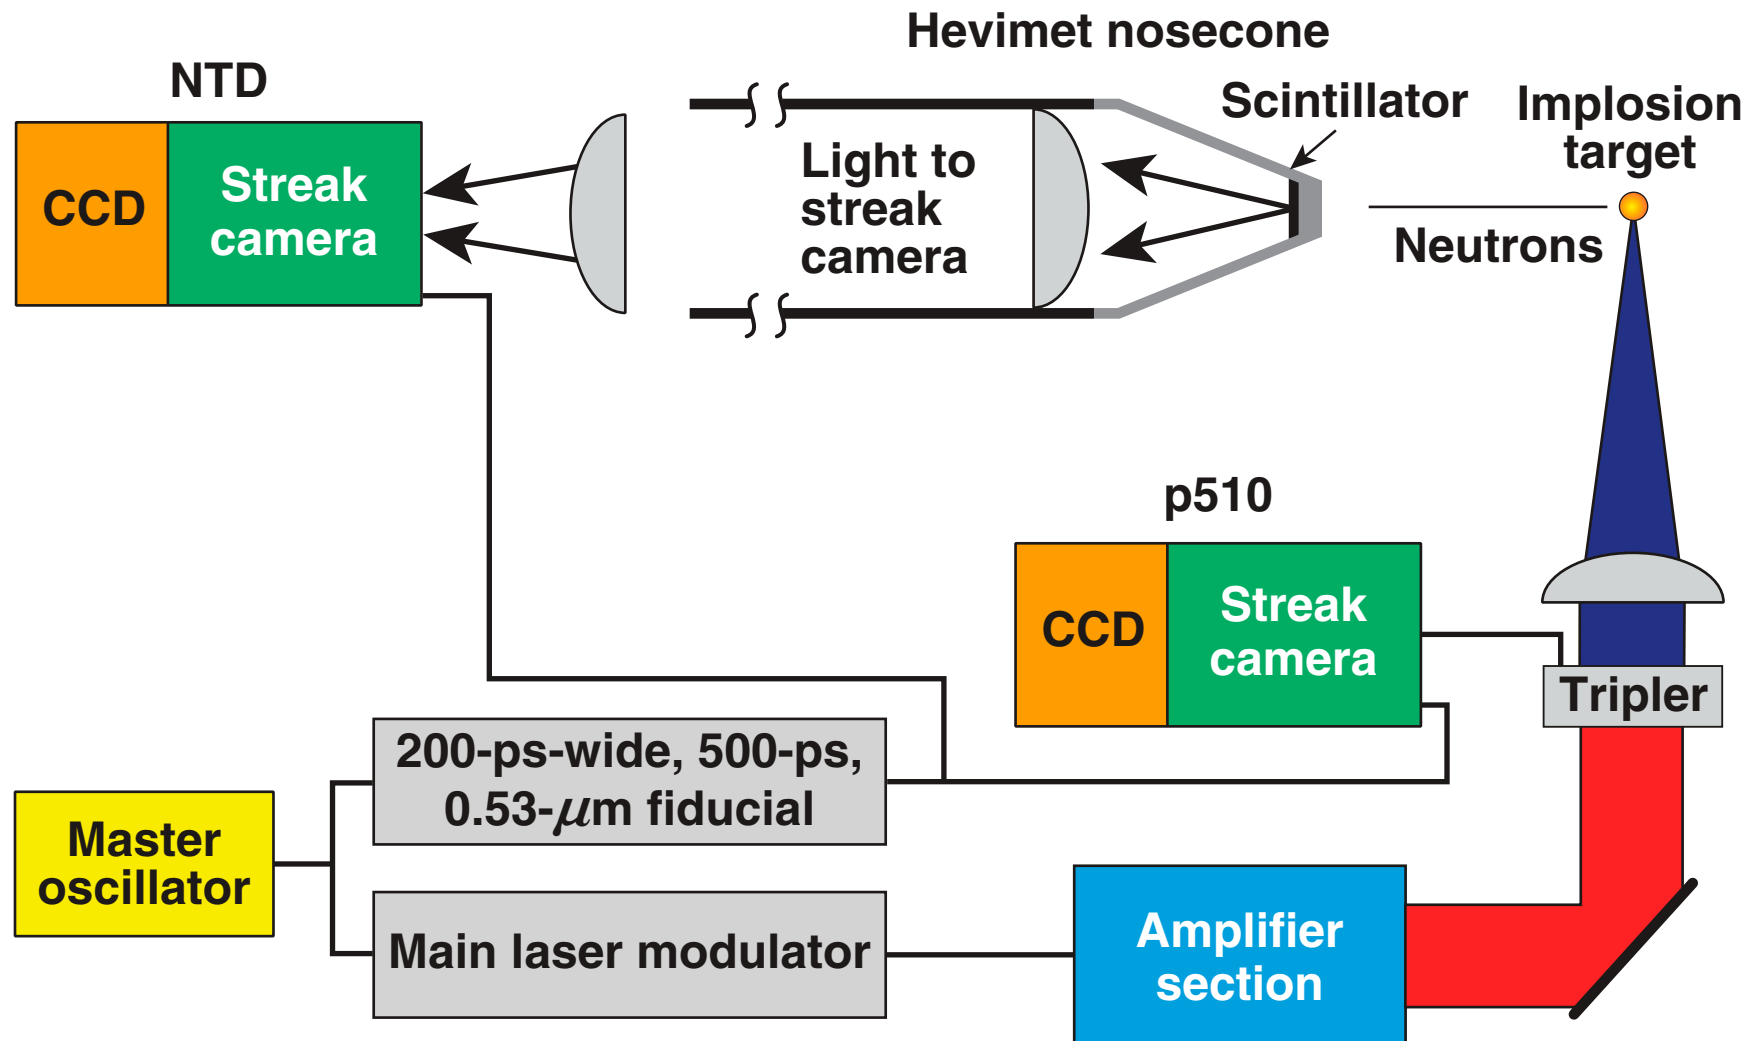 Hevimet nosecone
NTD
Scintillator
Implosion
target
CCD
Streak
camera
Light to
streak
camera
Neutrons
p510
CCD
Streak
camera
Tripler
200-ps-wide, 500-ps,
0.53-μm fiducial
Master
oscillator
Main laser modulator
Amplifier
section